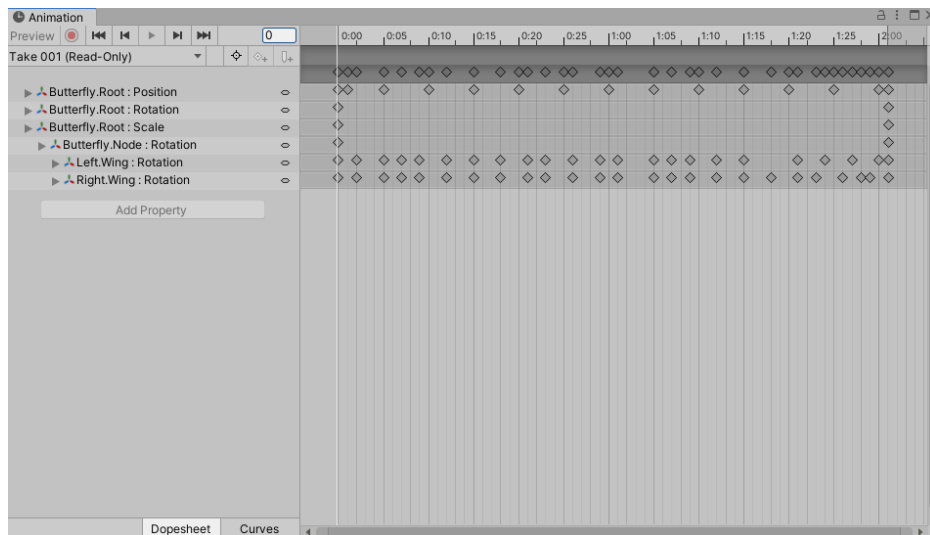 Animation
Preview 0 0:00 0:05 0:10 0:15 0:20 0:25 1:00 1:05 1:10 1:15 1:20 1:25 2:00
Take 001 (Read-Only)
Butterfly.Root : Position
Butterfly.Root : Rotation
Butterfly.Root : Scale
Butterfly.Node : Rotation
Left.Wing : Rotation
Right.Wing : Rotation
Add Property
Dopesheet Curves